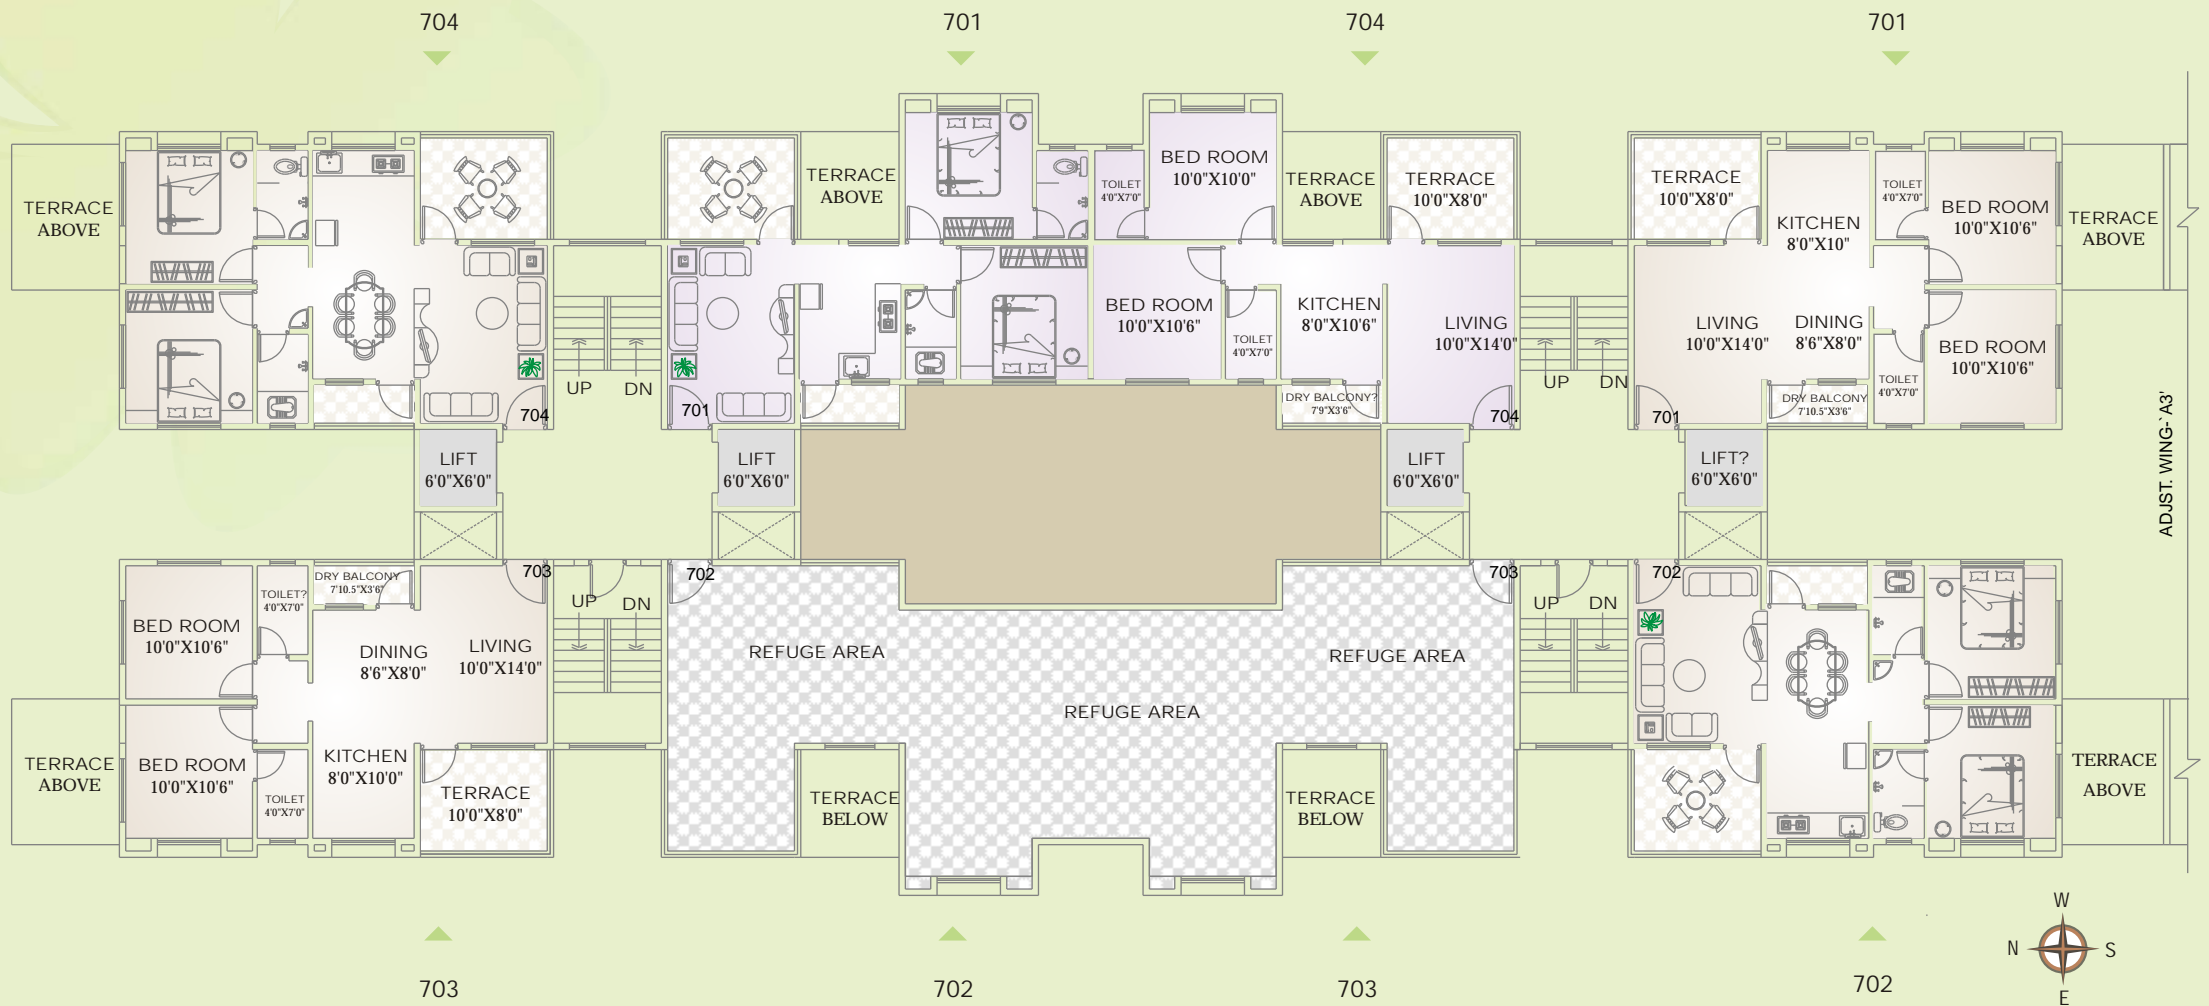 704
701
704
701
TERRACE
ABOVE
TERRACE
ABOVE
BED ROOM
10'0"X10'0"
TOILET
4'0"X7'0"
TERRACE
ABOVE
TERRACE
10'0"X8'0"
TERRACE
10'0"X8'0"
KITCHEN
8'0"X10"
TOILET
4'0"X7'0"
BED ROOM
10'0"X10'6"
TERRACE
ABOVE
BED ROOM
10'0"X10'6"
TOILET
4'0"X7'0"
KITCHEN
8'0"X10'6"
LIVING
10'0"X14'0"
LIVING
10'0"X14'0"
DINING
8'6"X8'0"
BED ROOM
10'0"X10'6"
TOILET
4'0"X7'0"
UP
DN
UP
DN
704
701
DRY BALCONY?
7'9"X3'6"
704
701
DRY BALCONY
7'10.5"X3'6"
ADJST. WING-`A3'
LIFT
6'0"X6'0"
LIFT
6'0"X6'0"
LIFT
6'0"X6'0"
LIFT?
6'0"X6'0"
703
702
703
702
DRY BALCONY
7'10.5"X3'6"
TOILET?
4'0"X7'0"
UP
DN
UP
DN
BED ROOM
10'0"X10'6"
DINING
8'6"X8'0"
LIVING
10'0"X14'0"
REFUGE AREA
REFUGE AREA
REFUGE AREA
TERRACE
ABOVE
BED ROOM
10'0"X10'6"
TOILET
4'0"X7'0"
KITCHEN
8'0"X10'0"
TERRACE
10'0"X8'0"
TERRACE
BELOW
TERRACE
BELOW
TERRACE
ABOVE
W
N
S
E
703
702
703
702